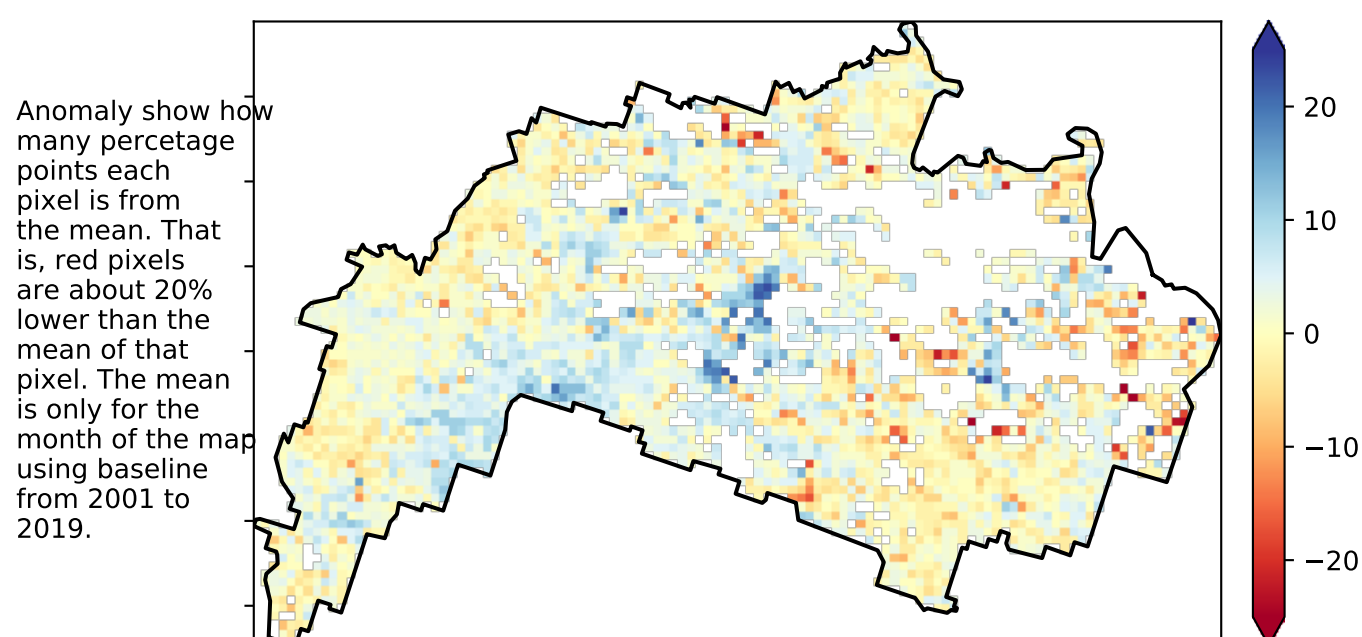 Anomaly show how
many percetage
points each
pixel is from
the mean. That
is, red pixels
are about 20%
lower than the
mean of that
pixel. The mean
is only for the
month of the map
using baseline
from 2001 to
2019.
20
10
0
−10
−20